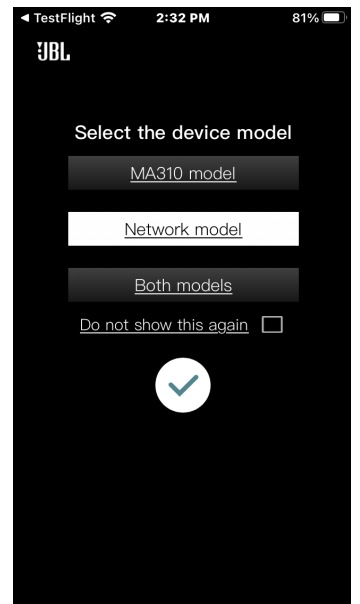 ◀ TestFlight 2:32 PM 81%
JBL
Select the device model
MA310 model
Network model
Both models
Do not show this again